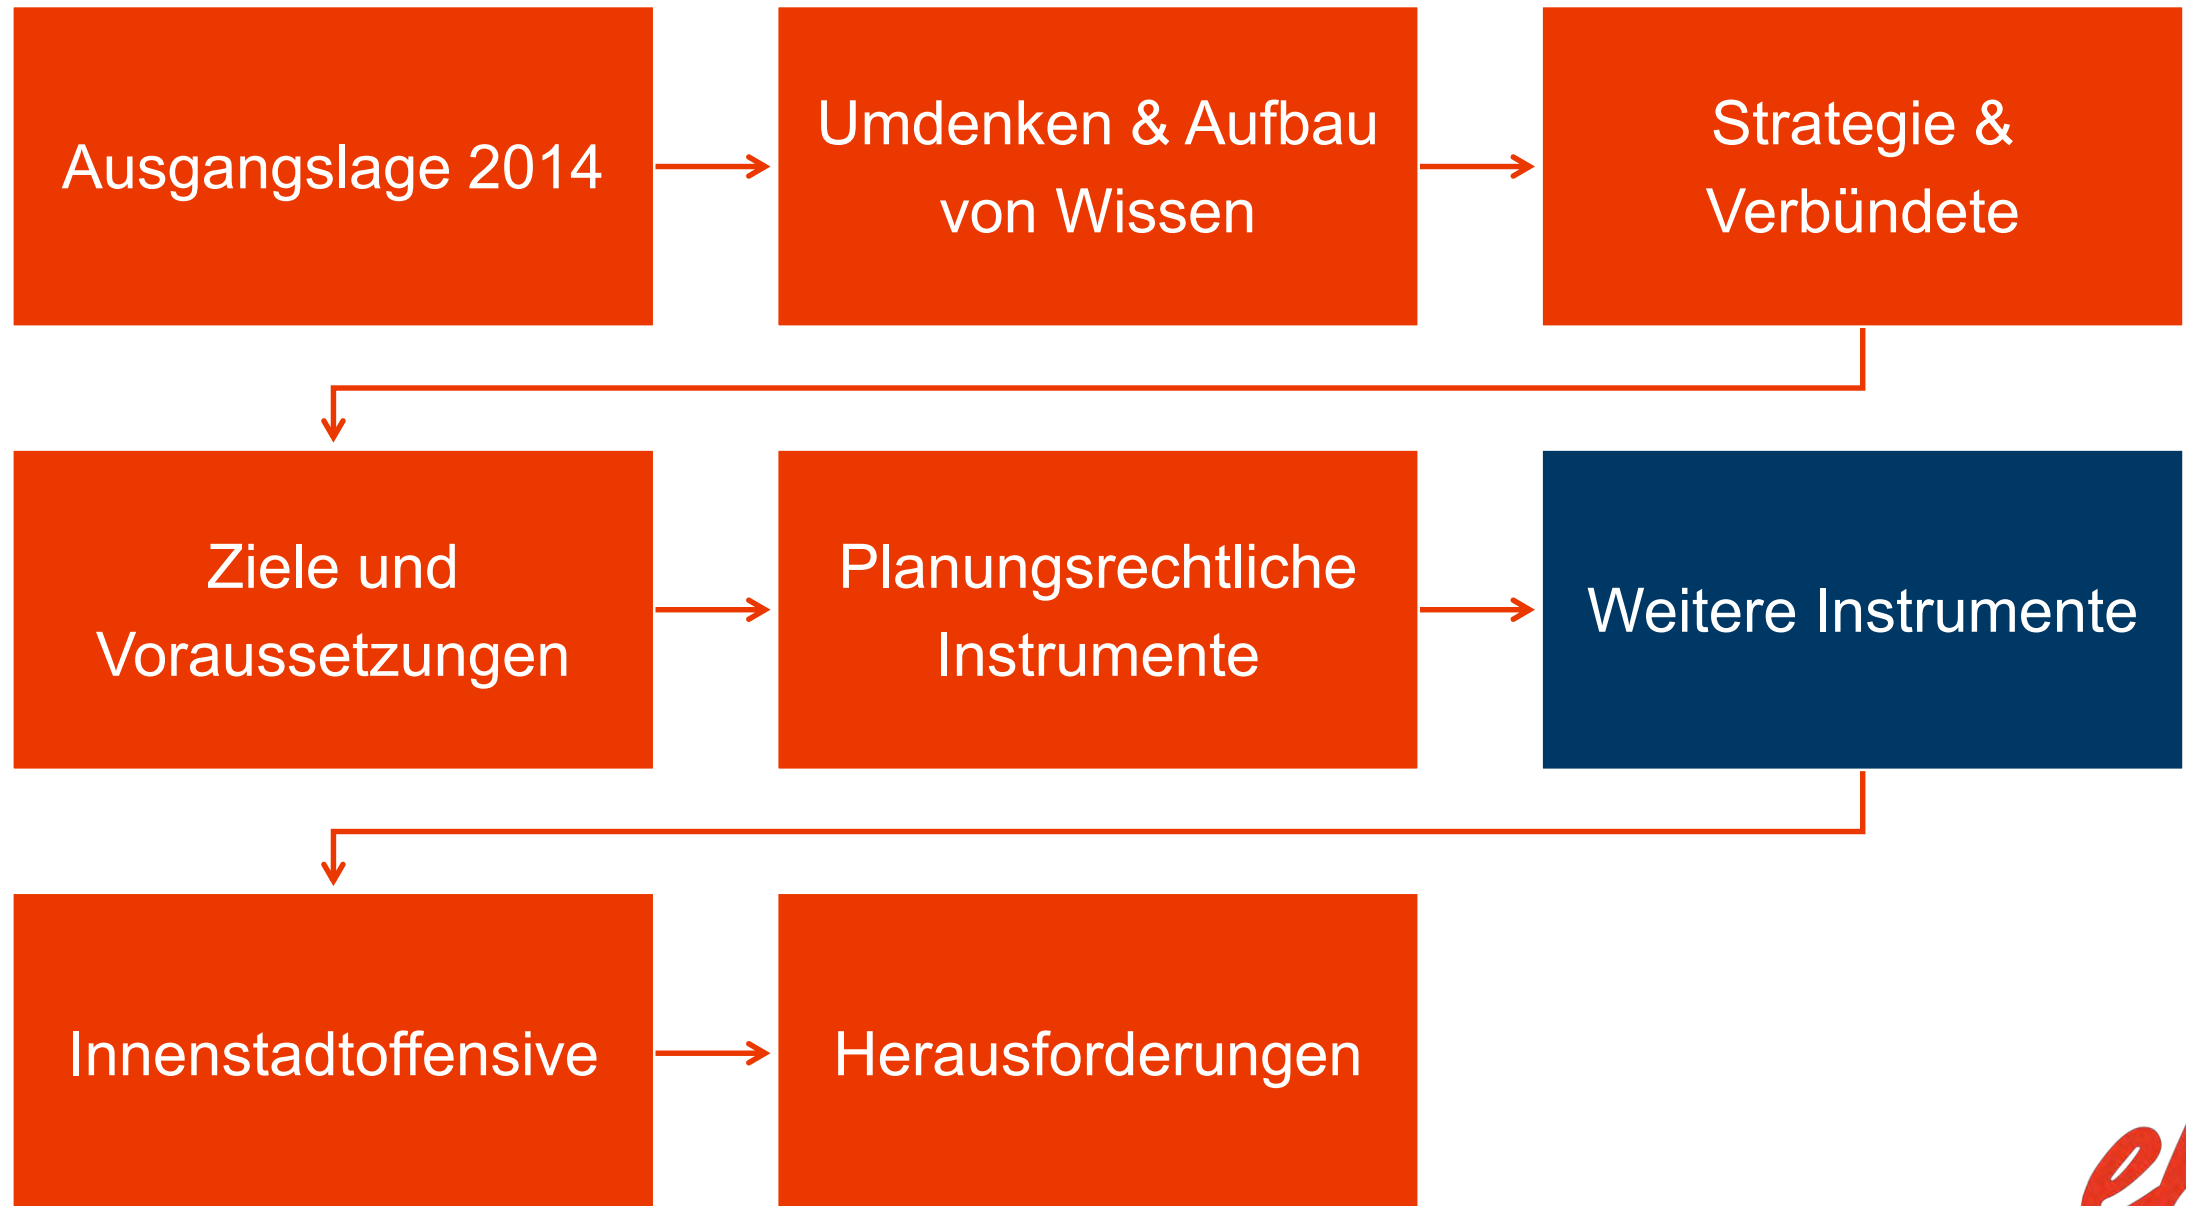 Ausgangslage 2014
Umdenken & Aufbau
von Wissen
Strategie &
Verbündete
Ziele und
Voraussetzungen
Planungsrechtliche
Instrumente
Weitere Instrumente
Innenstadtoffensive
Herausforderungen